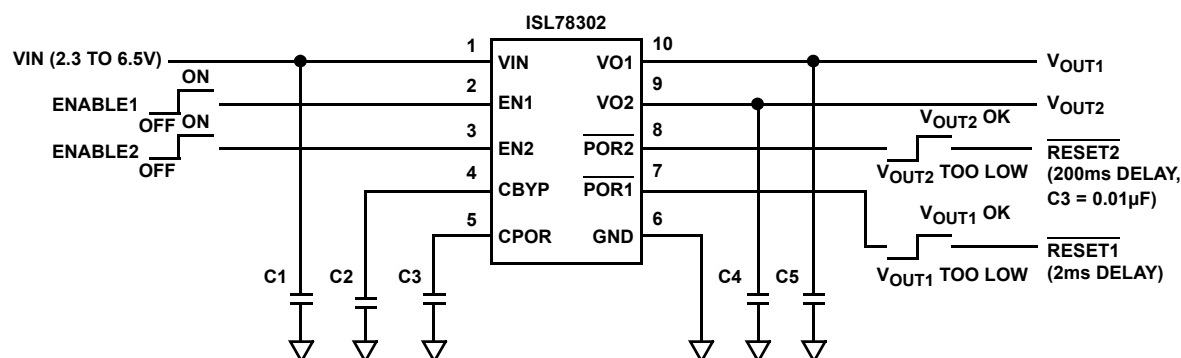 ISL78302
VIN (2.3 TO 6.5V)
1
VIN
VO1
10
VOUT1
ENABLE1
OFF
ON
2
EN1
VO2
9
VOUT2
ENABLE2
OFF
ON
3
EN2
POR2
8
VOUT2 OK
VOUT2 TOO LOW
RESET2
(200ms DELAY,
C3 = 0.01µF)
4
CBYP
POR1
7
VOUT1 OK
VOUT1 TOO LOW
RESET1
(2ms DELAY)
5
CPOR
GND
6
C1
C2
C3
C4
C5